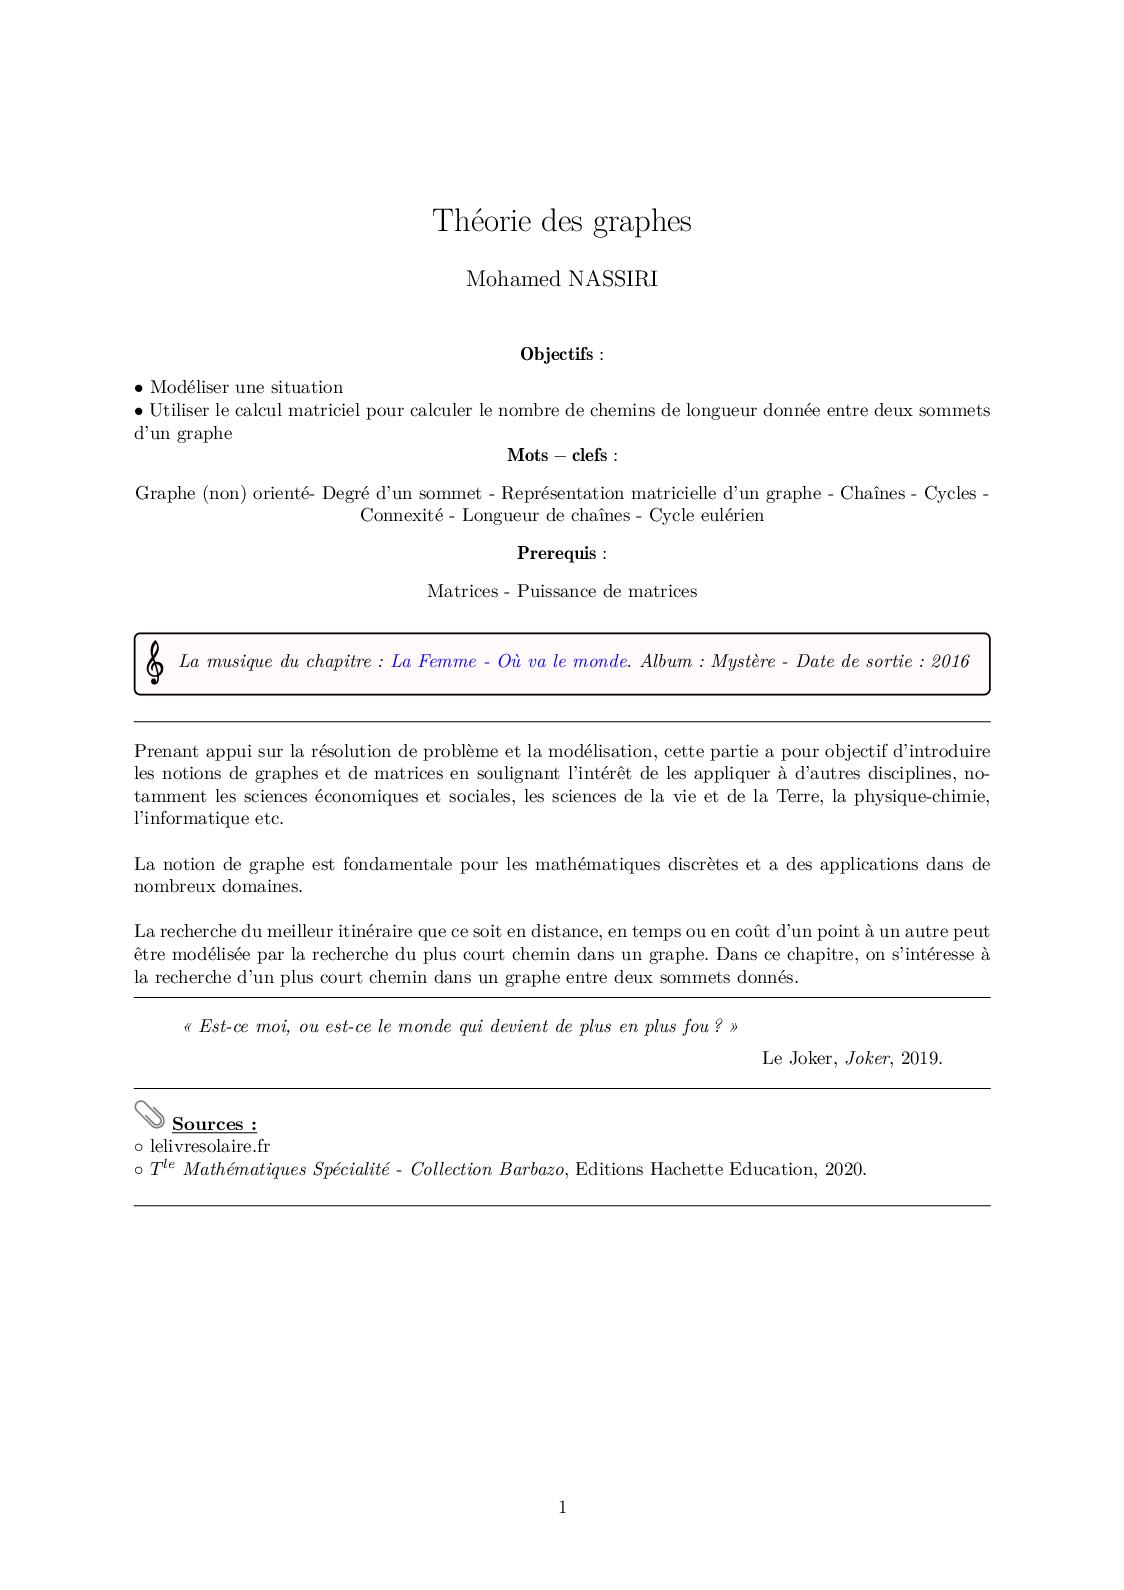 Théorie des graphes
Mohamed NASSIRI
Objectifs :
• Modéliser une situation
• Utiliser le calcul matriciel pour calculer le nombre de chemins de longueur donnée entre deux sommets
d'un graphe
Mots – clefs :
Graphe (non) orienté- Degré d'un sommet - Représentation matricielle d'un graphe - Chaînes - Cycles -
Connexité - Longueur de chaînes - Cycle eulérien
Prerequis :
Matrices - Puissance de matrices
La musique du chapitre : La Femme - Où va le monde. Album : Mystère - Date de sortie : 2016
Prenant appui sur la résolution de problème et la modélisation, cette partie a pour objectif d'introduire
les notions de graphes et de matrices en soulignant l'intérêt de les appliquer à d'autres disciplines, no-
tamment les sciences économiques et sociales, les sciences de la vie et de la Terre, la physique-chimie,
l'informatique etc.
La notion de graphe est fondamentale pour les mathématiques discrètes et a des applications dans de
nombreux domaines.
La recherche du meilleur itinéraire que ce soit en distance, en temps ou en coût d'un point à un autre peut
être modélisée par la recherche du plus court chemin dans un graphe. Dans ce chapitre, on s'intéresse à
la recherche d'un plus court chemin dans un graphe entre deux sommets donnés.
« Est-ce moi, ou est-ce le monde qui devient de plus en plus fou ? »
Le Joker, Joker, 2019.
Sources :
◦ lelivresolaire.fr
◦ Tle Mathématiques Spécialité - Collection Barbazo, Editions Hachette Education, 2020.
1